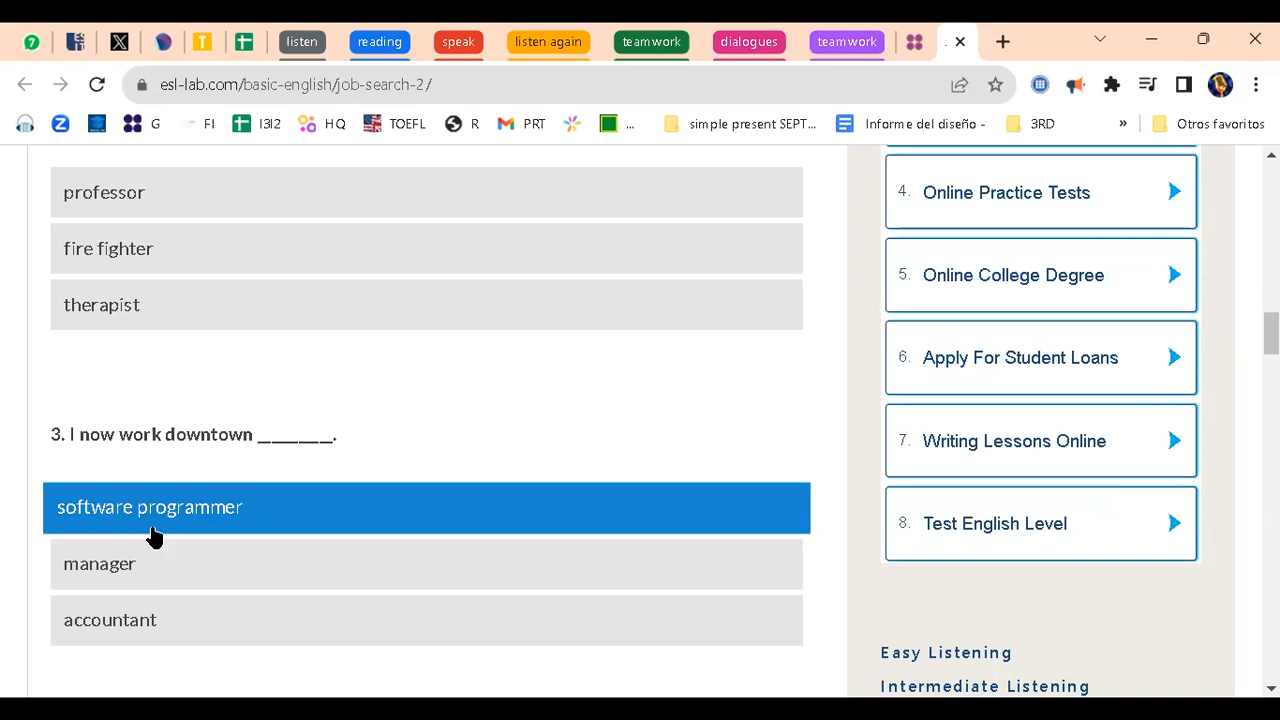 listen
reading
speak
listen again
teamwork
dialogues
teamwork
esl-lab.com/basic-english/job-search-2/
G
FI
I3I2
HQ
TOEFL
R
PRT
...
simple present SEPT...
Informe del diseño -
3RD
»
Otros favoritos
professor
fire fighter
therapist
3. I now work downtown ________.
software programmer
manager
accountant
4. Online Practice Tests
5. Online College Degree
6. Apply For Student Loans
7. Writing Lessons Online
8. Test English Level
Easy Listening
Intermediate Listening